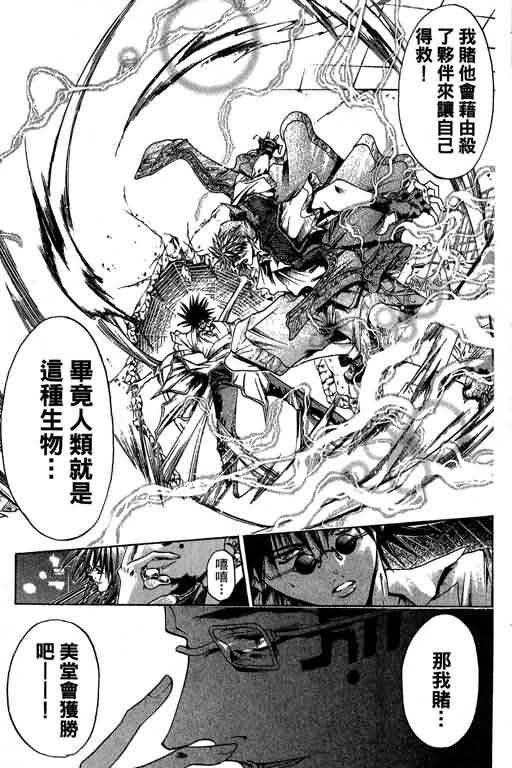 我賭他會藉由殺
了夥伴來讓自己
得救！
畢竟人類就是
這種生物…
嘻嘻…
那我賭…
美堂會獲勝
吧——！